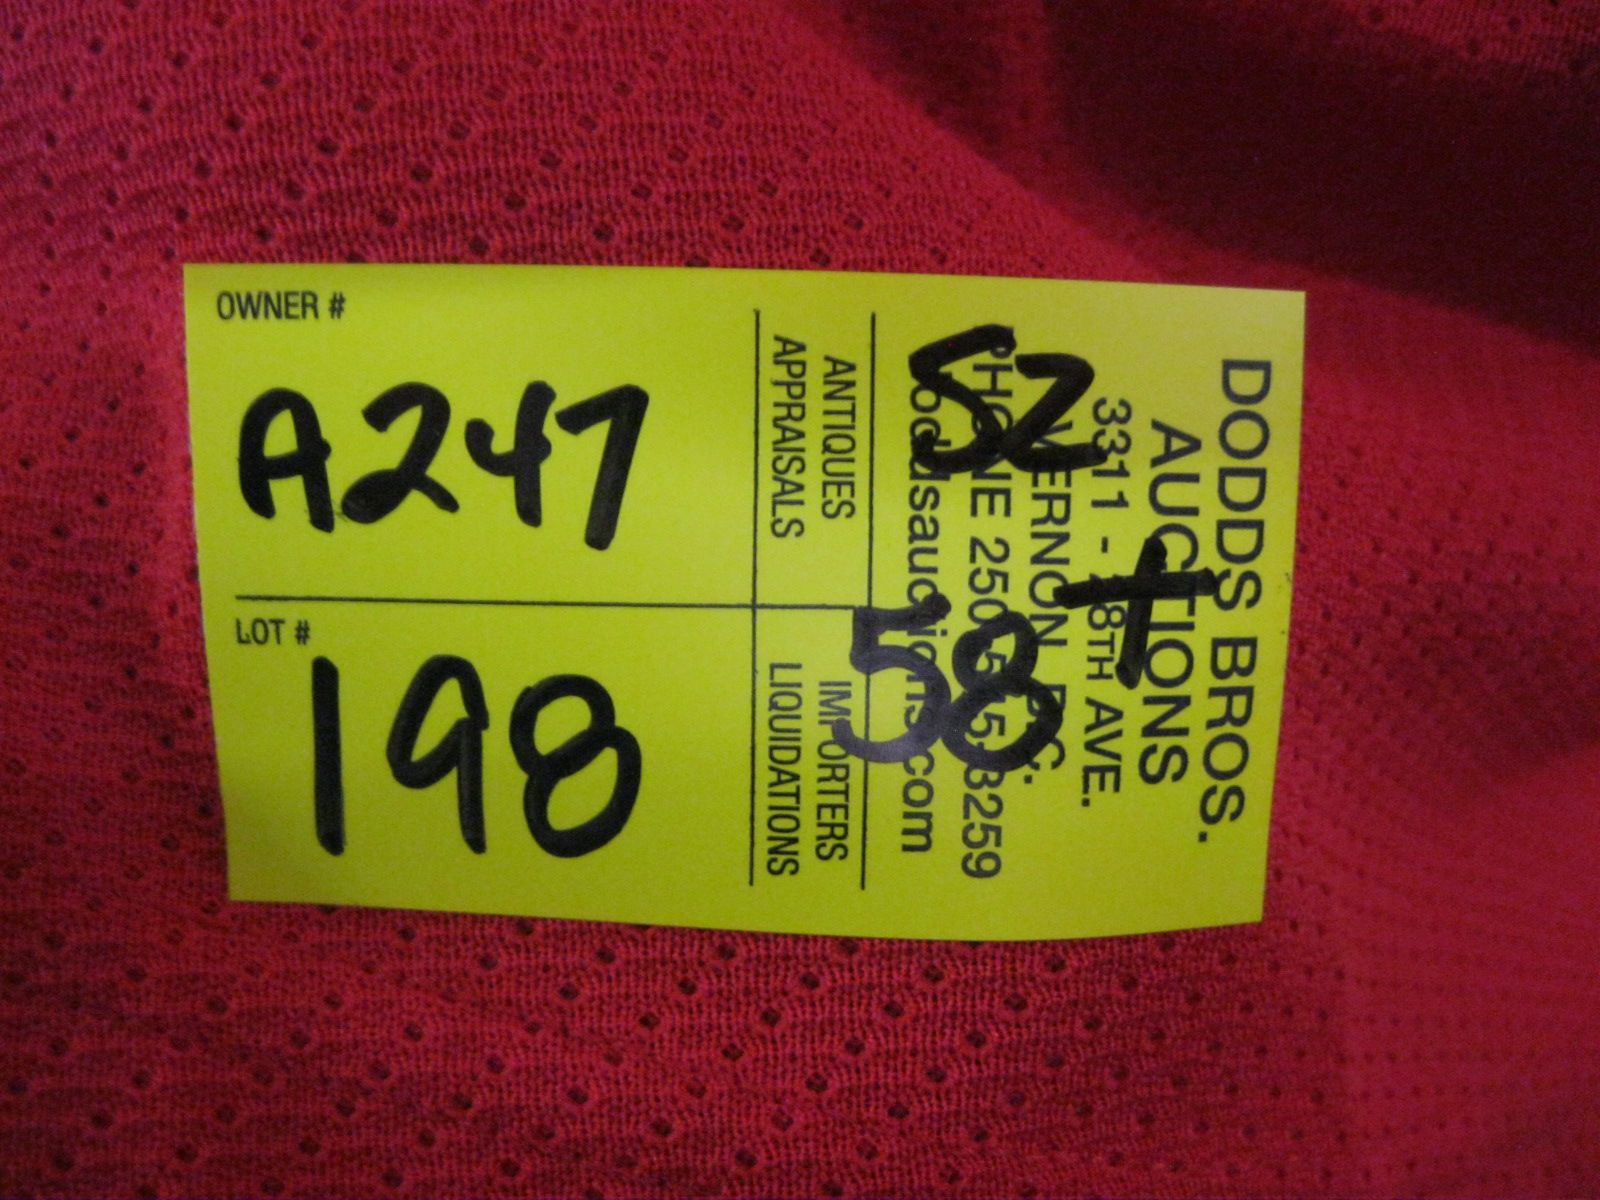 OWNER #
A247
LOT #
198
DODDS BROS.
AUCTIONS
3311 - 28TH AVE.
VERNON, B.C.
PHONE 250 545-3259
doddsauctions.com
ANTIQUES
APPRAISALS
IMPORTERS
LIQUIDATIONS
52
+
58